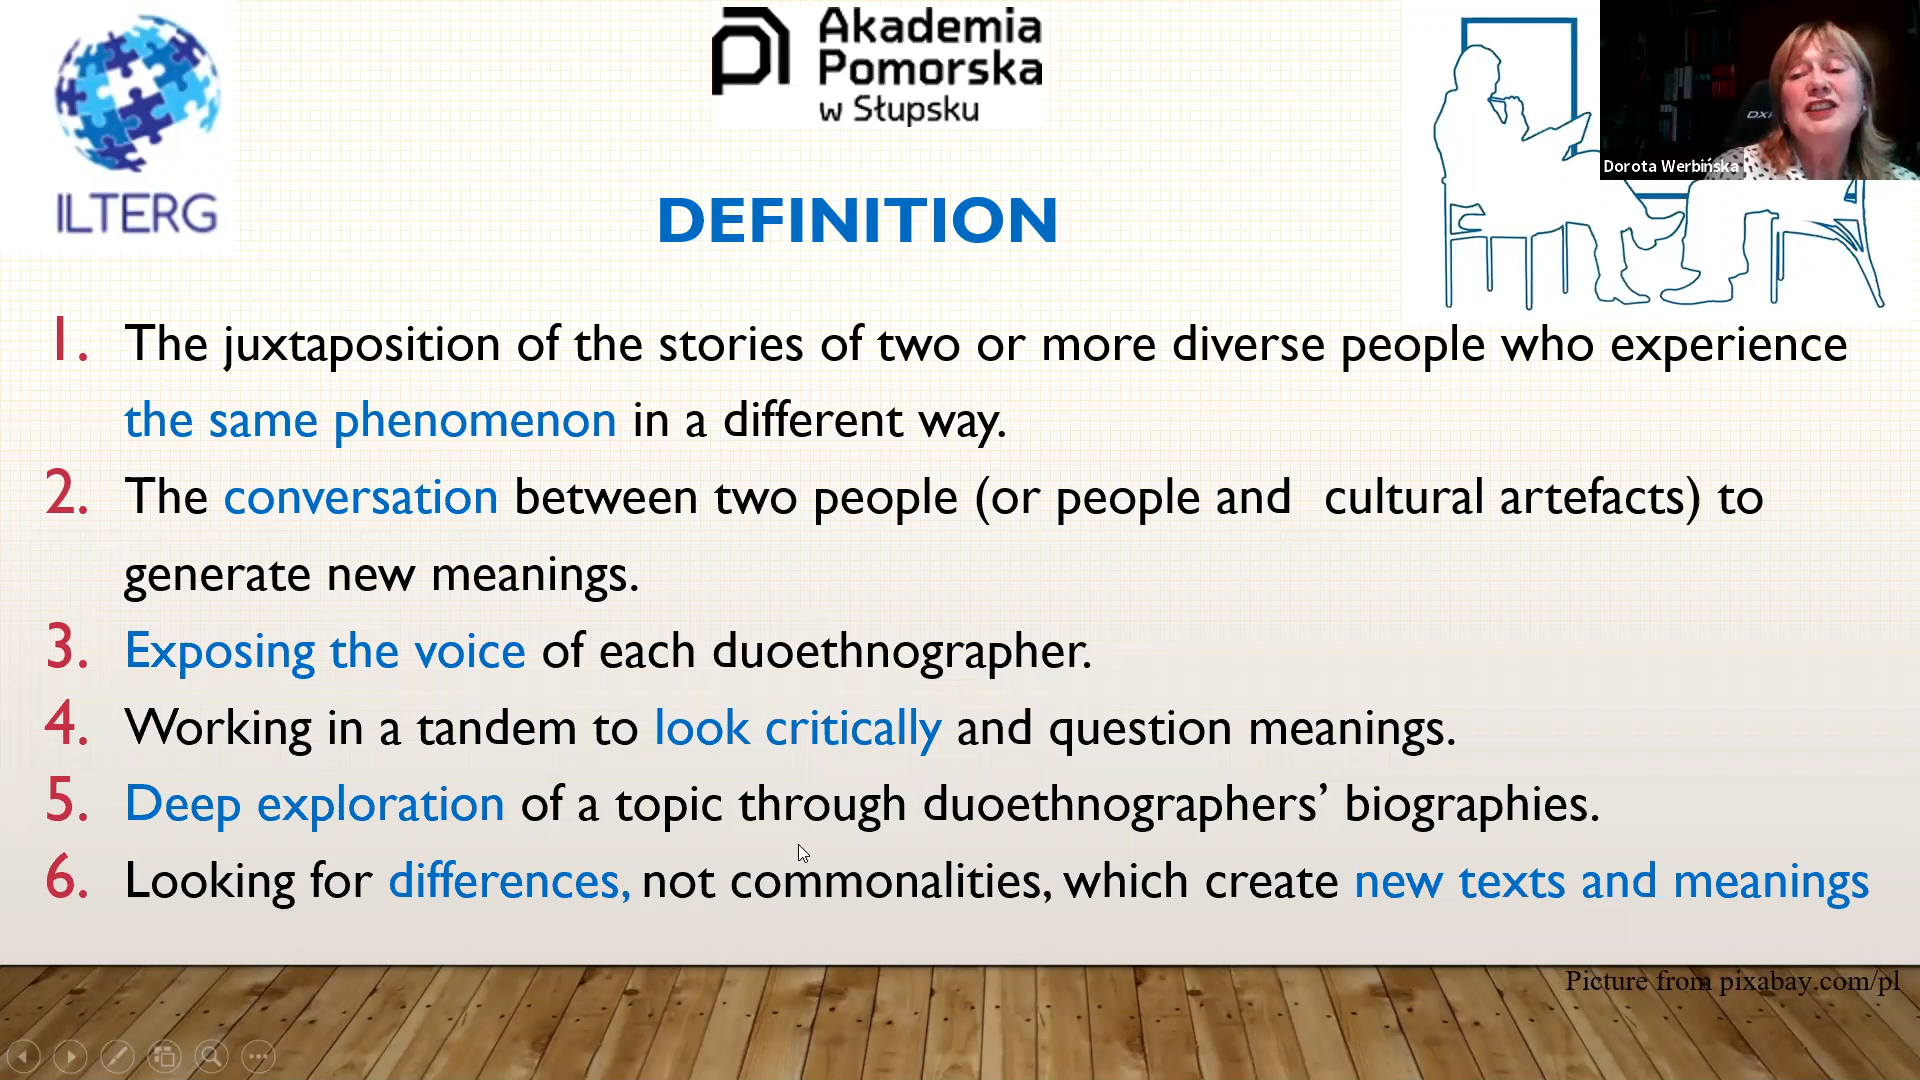 Akademia
Pomorska
w Słupsku
ILTERG
Dorota Werbińska
DEFINITION
1. The juxtaposition of the stories of two or more diverse people who experience
the same phenomenon in a different way.
2. The conversation between two people (or people and cultural artefacts) to
generate new meanings.
3. Exposing the voice of each duoethnographer.
4. Working in a tandem to look critically and question meanings.
5. Deep exploration of a topic through duoethnographers’ biographies.
6. Looking for differences, not commonalities, which create new texts and meanings
Picture from pixabay.com/pl